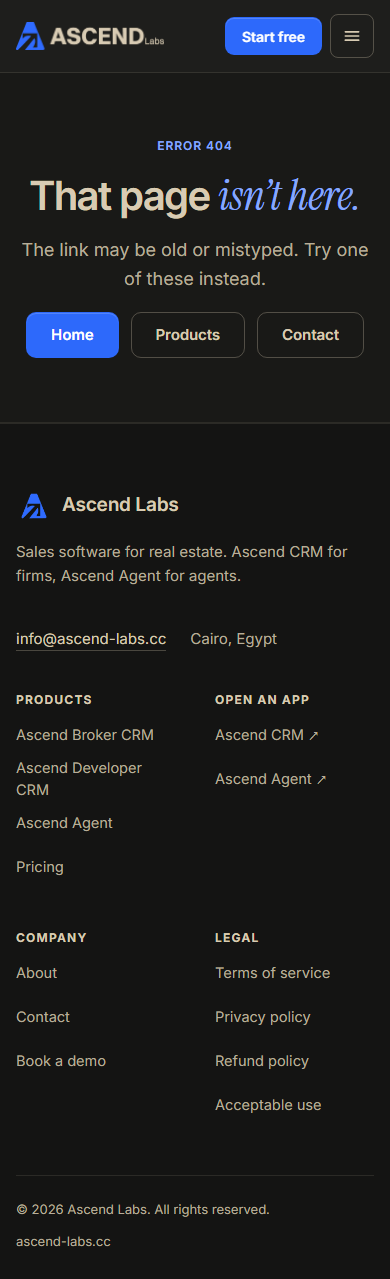 ASCEND Labs
Start free
ERROR 404
That page isn’t here.
The link may be old or mistyped. Try one
of these instead.
Home
Products
Contact
Ascend Labs
Sales software for real estate. Ascend CRM for
firms, Ascend Agent for agents.
info@ascend-labs.cc
Cairo, Egypt
PRODUCTS
Ascend Broker CRM
Ascend Developer
CRM
Ascend Agent
Pricing
OPEN AN APP
Ascend CRM ↗
Ascend Agent ↗
COMPANY
About
Contact
Book a demo
LEGAL
Terms of service
Privacy policy
Refund policy
Acceptable use
© 2026 Ascend Labs. All rights reserved.
ascend-labs.cc